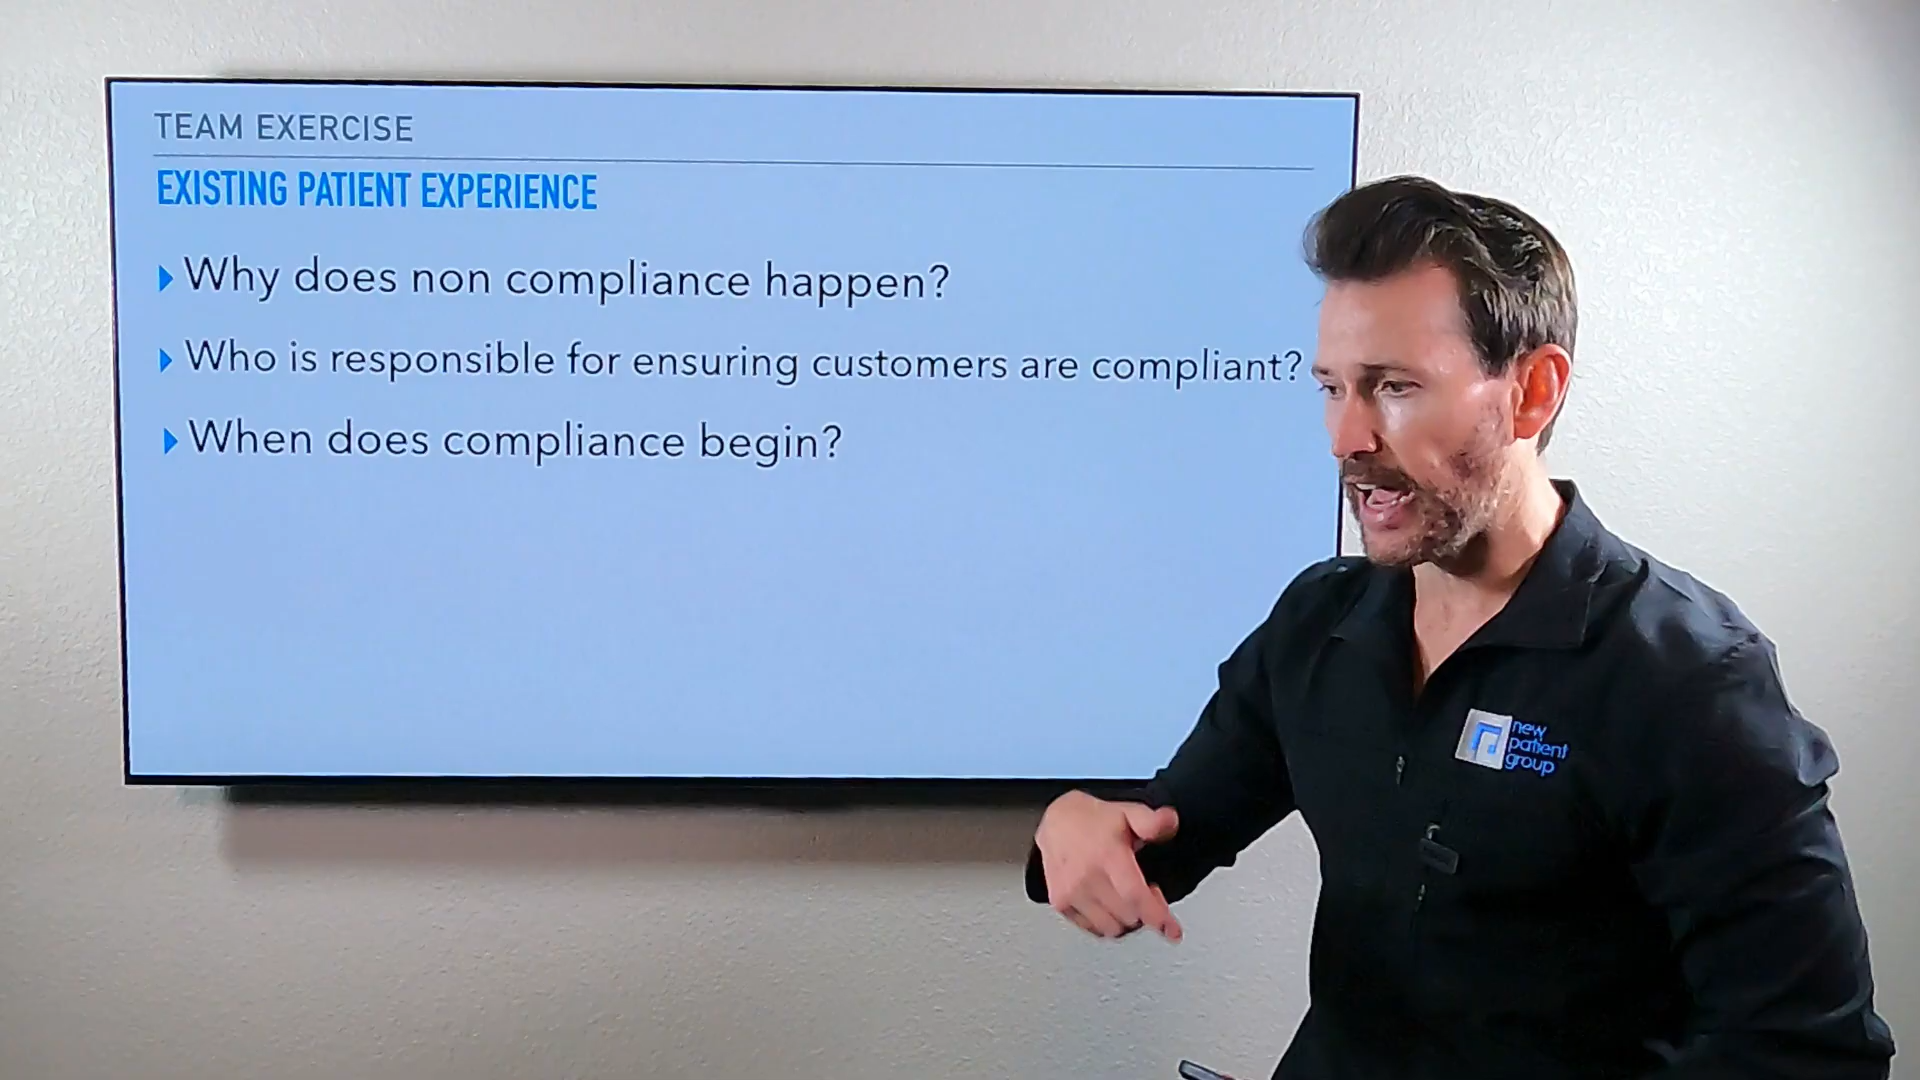 TEAM EXERCISE
EXISTING PATIENT EXPERIENCE
Why does non compliance happen?
Who is responsible for ensuring customers are compliant?
When does compliance begin?
new
patient
group